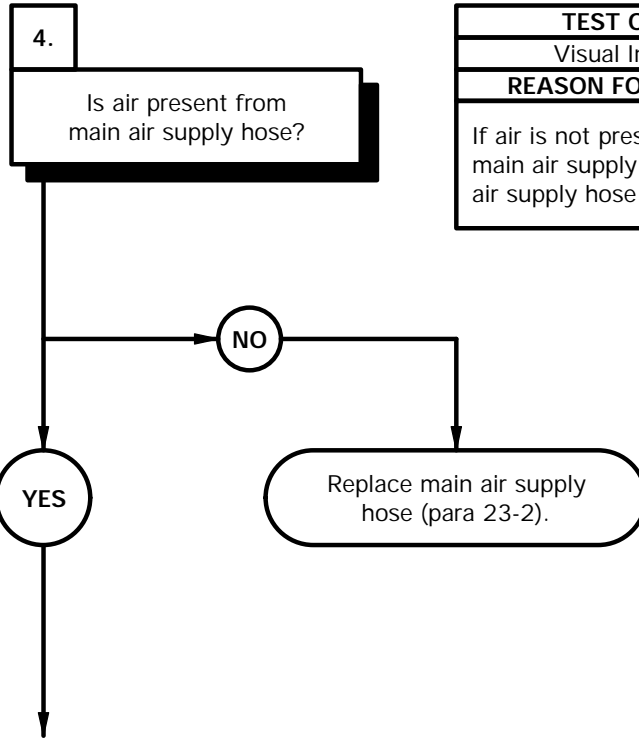 4.
Is air present from
main air supply hose?
TEST
Visual
REASON
If air is not
main air supply
air supply hose
NO
YES
Replace main air supply
hose (para 23-2).